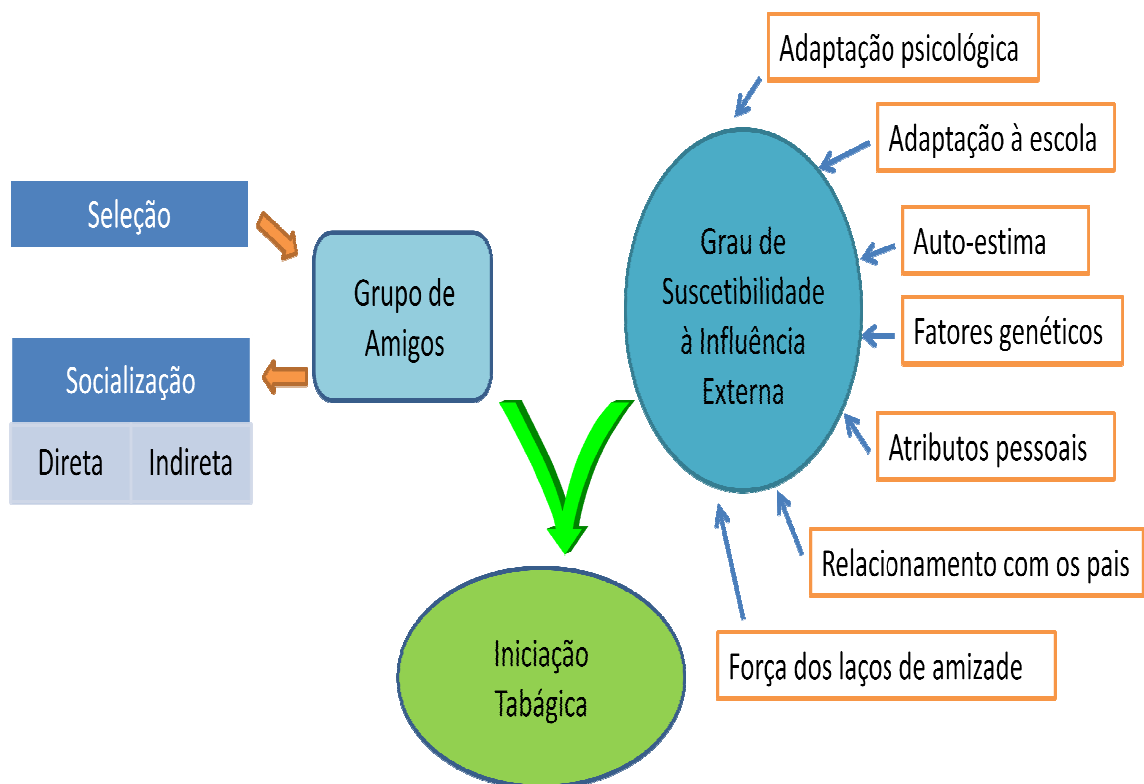 Seleção
Socialização
Direta
Indireta
Grupo de
Amigos
Grau de
Suscetibilidade
à Influência
Externa
Adaptação psicológica
Adaptação à escola
Auto-estima
Fatores genéticos
Atributos pessoais
Relacionamento com os pais
Força dos laços de amizade
Iniciação
Tabágica